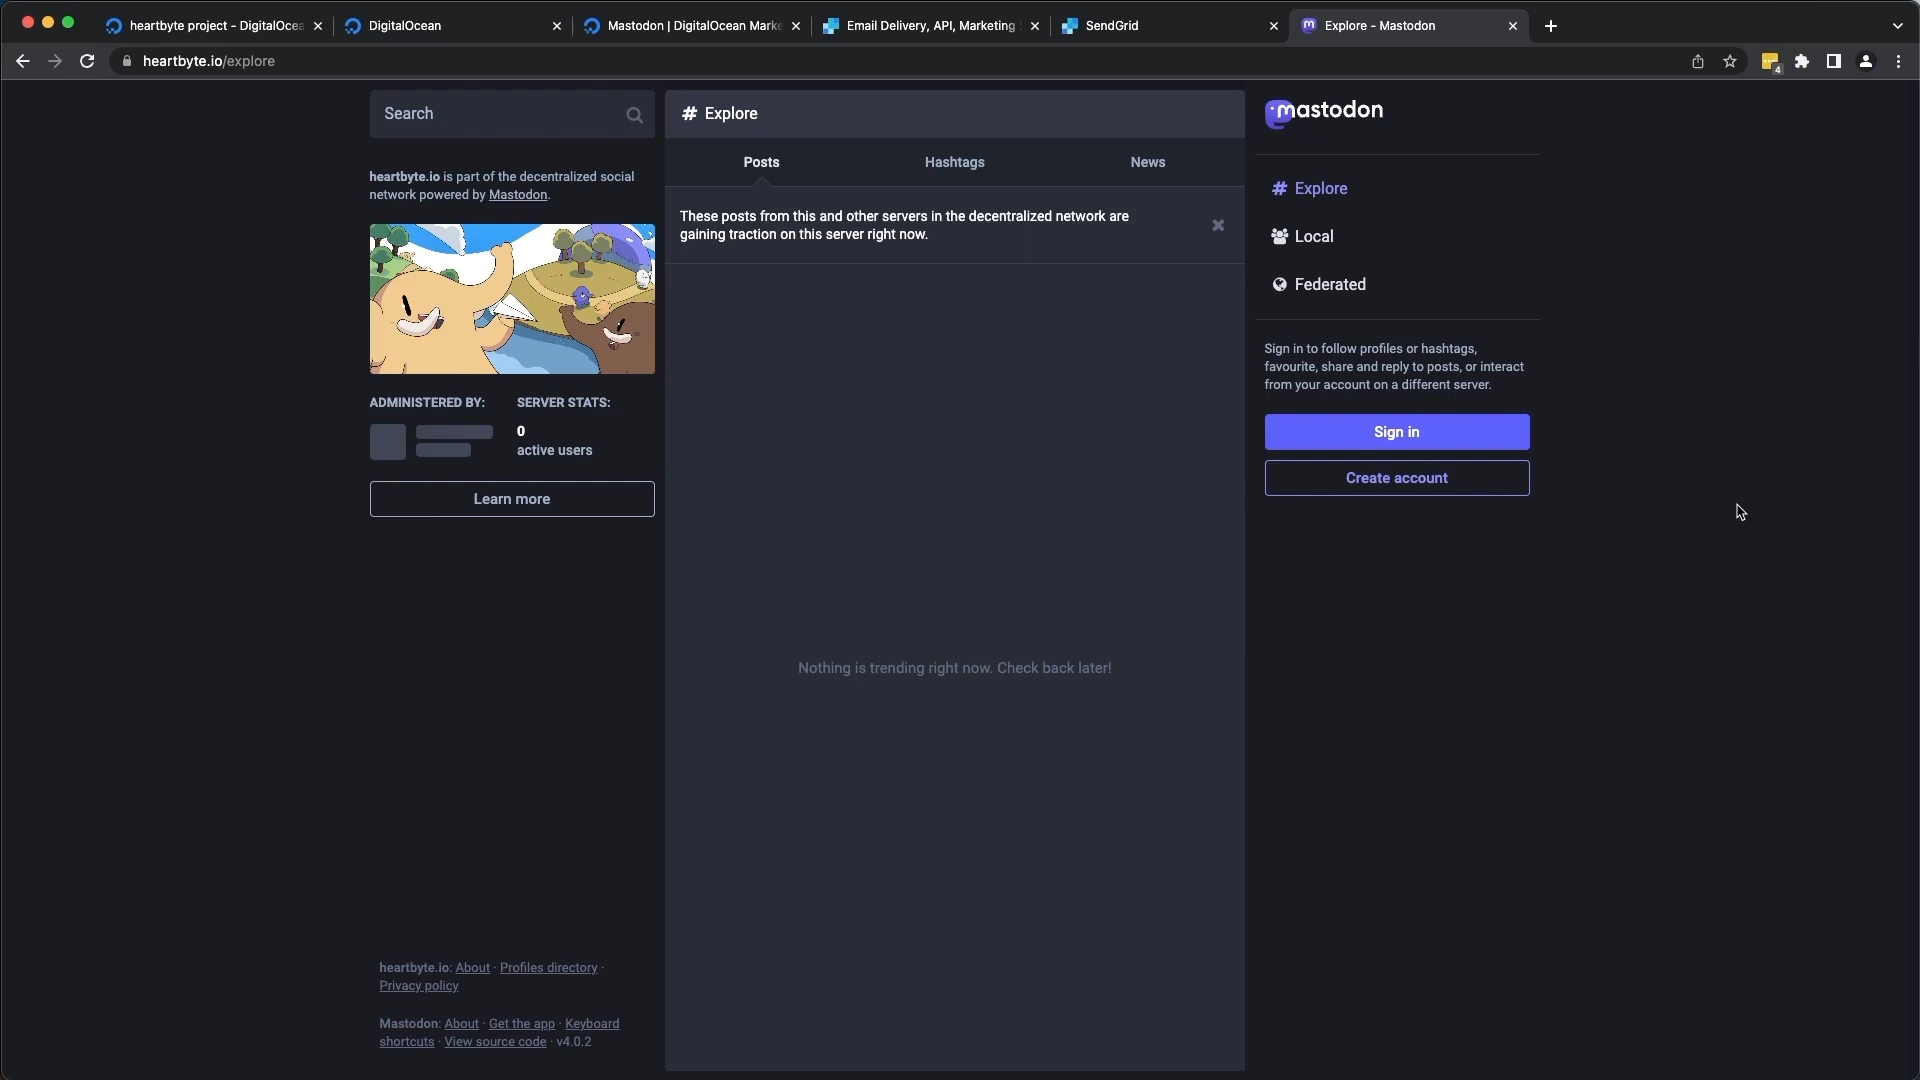 heartbyte project - DigitalOcea
DigitalOcean
Mastodon | DigitalOcean Marke
Email Delivery, API, Marketing
SendGrid
Explore - Mastodon
heartbyte.io/explore
4
Search
heartbyte.io is part of the decentralized social
network powered by Mastodon.
ADMINISTERED BY:
SERVER STATS:
0
active users
Learn more
heartbyte.io: About · Profiles directory ·
Privacy policy
Mastodon: About · Get the app · Keyboard
shortcuts · View source code · v4.0.2
# Explore
Posts
Hashtags
News
These posts from this and other servers in the decentralized network are
gaining traction on this server right now.
Nothing is trending right now. Check back later!
mastodon
# Explore
Local
Federated
Sign in to follow profiles or hashtags,
favourite, share and reply to posts, or interact
from your account on a different server.
Sign in
Create account